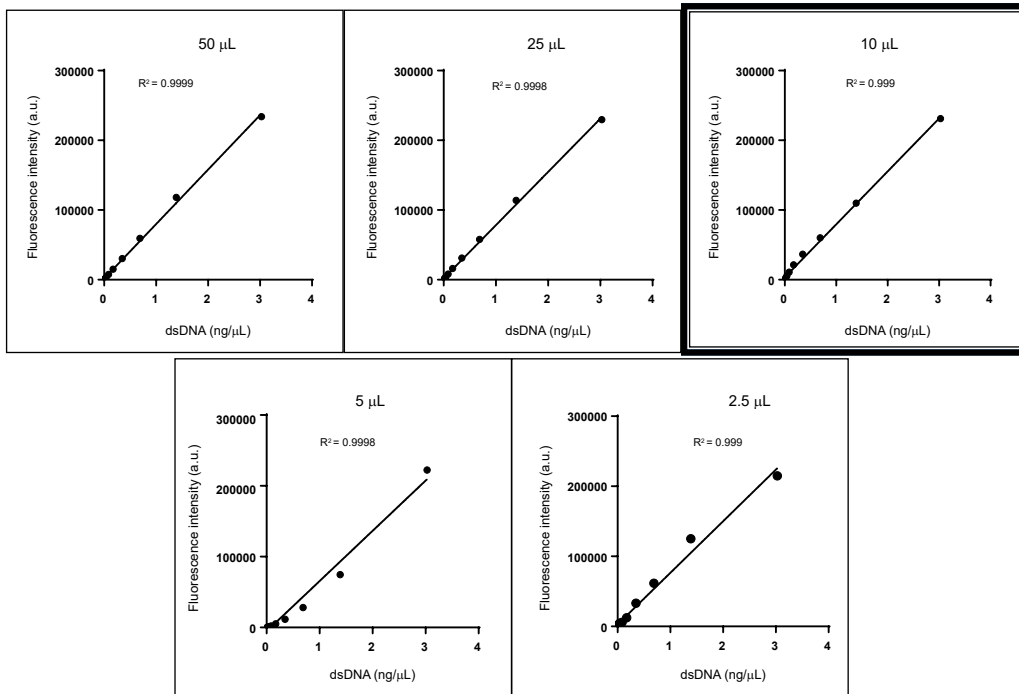 50 μL
Fluorescence intensity (a.u.)
300000
200000
100000
0
R² = 0.9999
0 1 2 3 4
dsDNA (ng/μL)
25 μL
Fluorescence intensity (a.u.)
300000
200000
100000
0
R² = 0.9998
0 1 2 3 4
dsDNA (ng/μL)
10 μL
Fluorescence intensity (a.u.)
300000
200000
100000
0
R² = 0.999
0 1 2 3 4
dsDNA (ng/μL)
5 μL
Fluorescence intensity (a.u.)
300000
200000
100000
0
R² = 0.9998
0 1 2 3 4
dsDNA (ng/μL)
2.5 μL
Fluorescence intensity (a.u.)
300000
200000
100000
0
R² = 0.999
0 1 2 3 4
dsDNA (ng/μL)